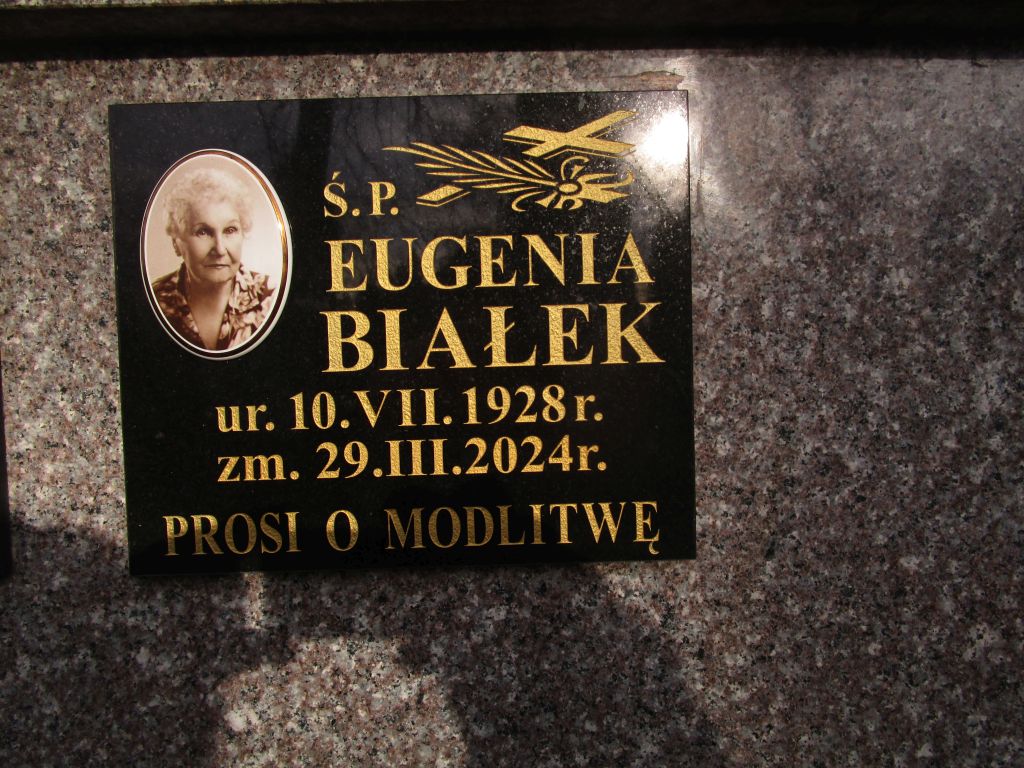 Ś.P.
EUGENIA
BIAŁEK
ur. 10.VII.1928 r.
zm. 29.III.2024 r.
PROSI O MODLITWĘ